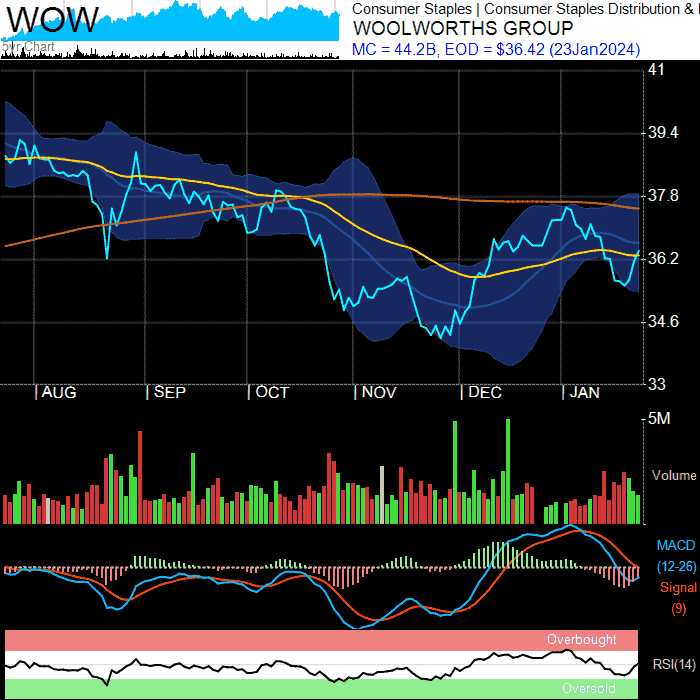 WOW
5yr Chart
Consumer Staples | Consumer Staples Distribution &
WOOLWORTHS GROUP
MC = 44.2B, EOD = $36.42 (23Jan2024)
41
39.4
37.8
36.2
34.6
33
| AUG | SEP | OCT | NOV | DEC | JAN
5M
Volume
MACD
(12-26)
Signal
(9)
Overbought
RSI(14)
Oversold